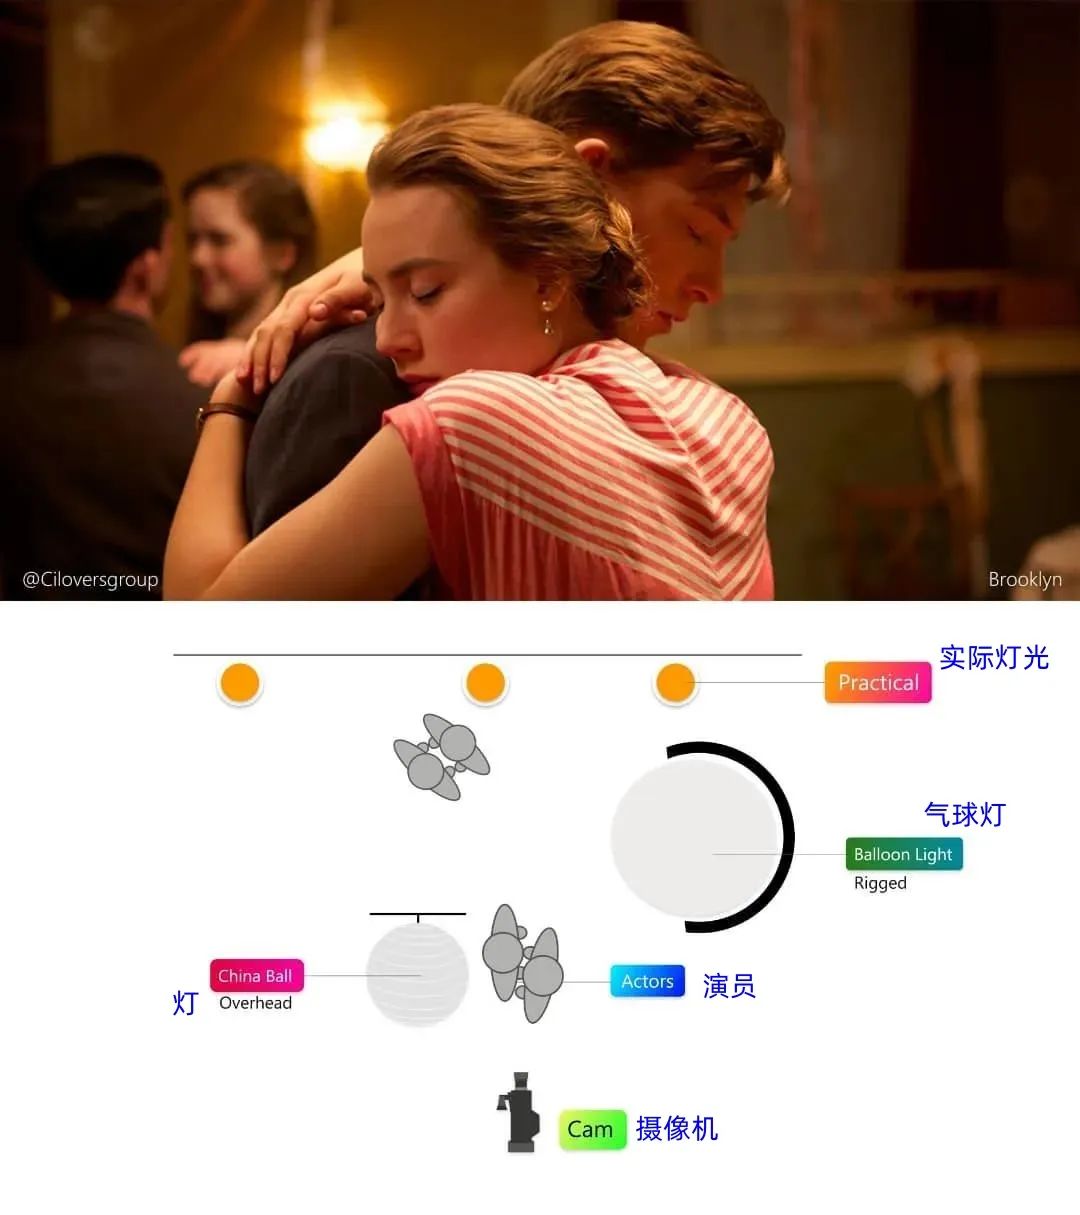 @Ciloversgroup
Brooklyn
实际灯光
Practical
气球灯
Balloon Light
Rigged
China Ball
灯
Overhead
Actors
演员
Cam
摄像机